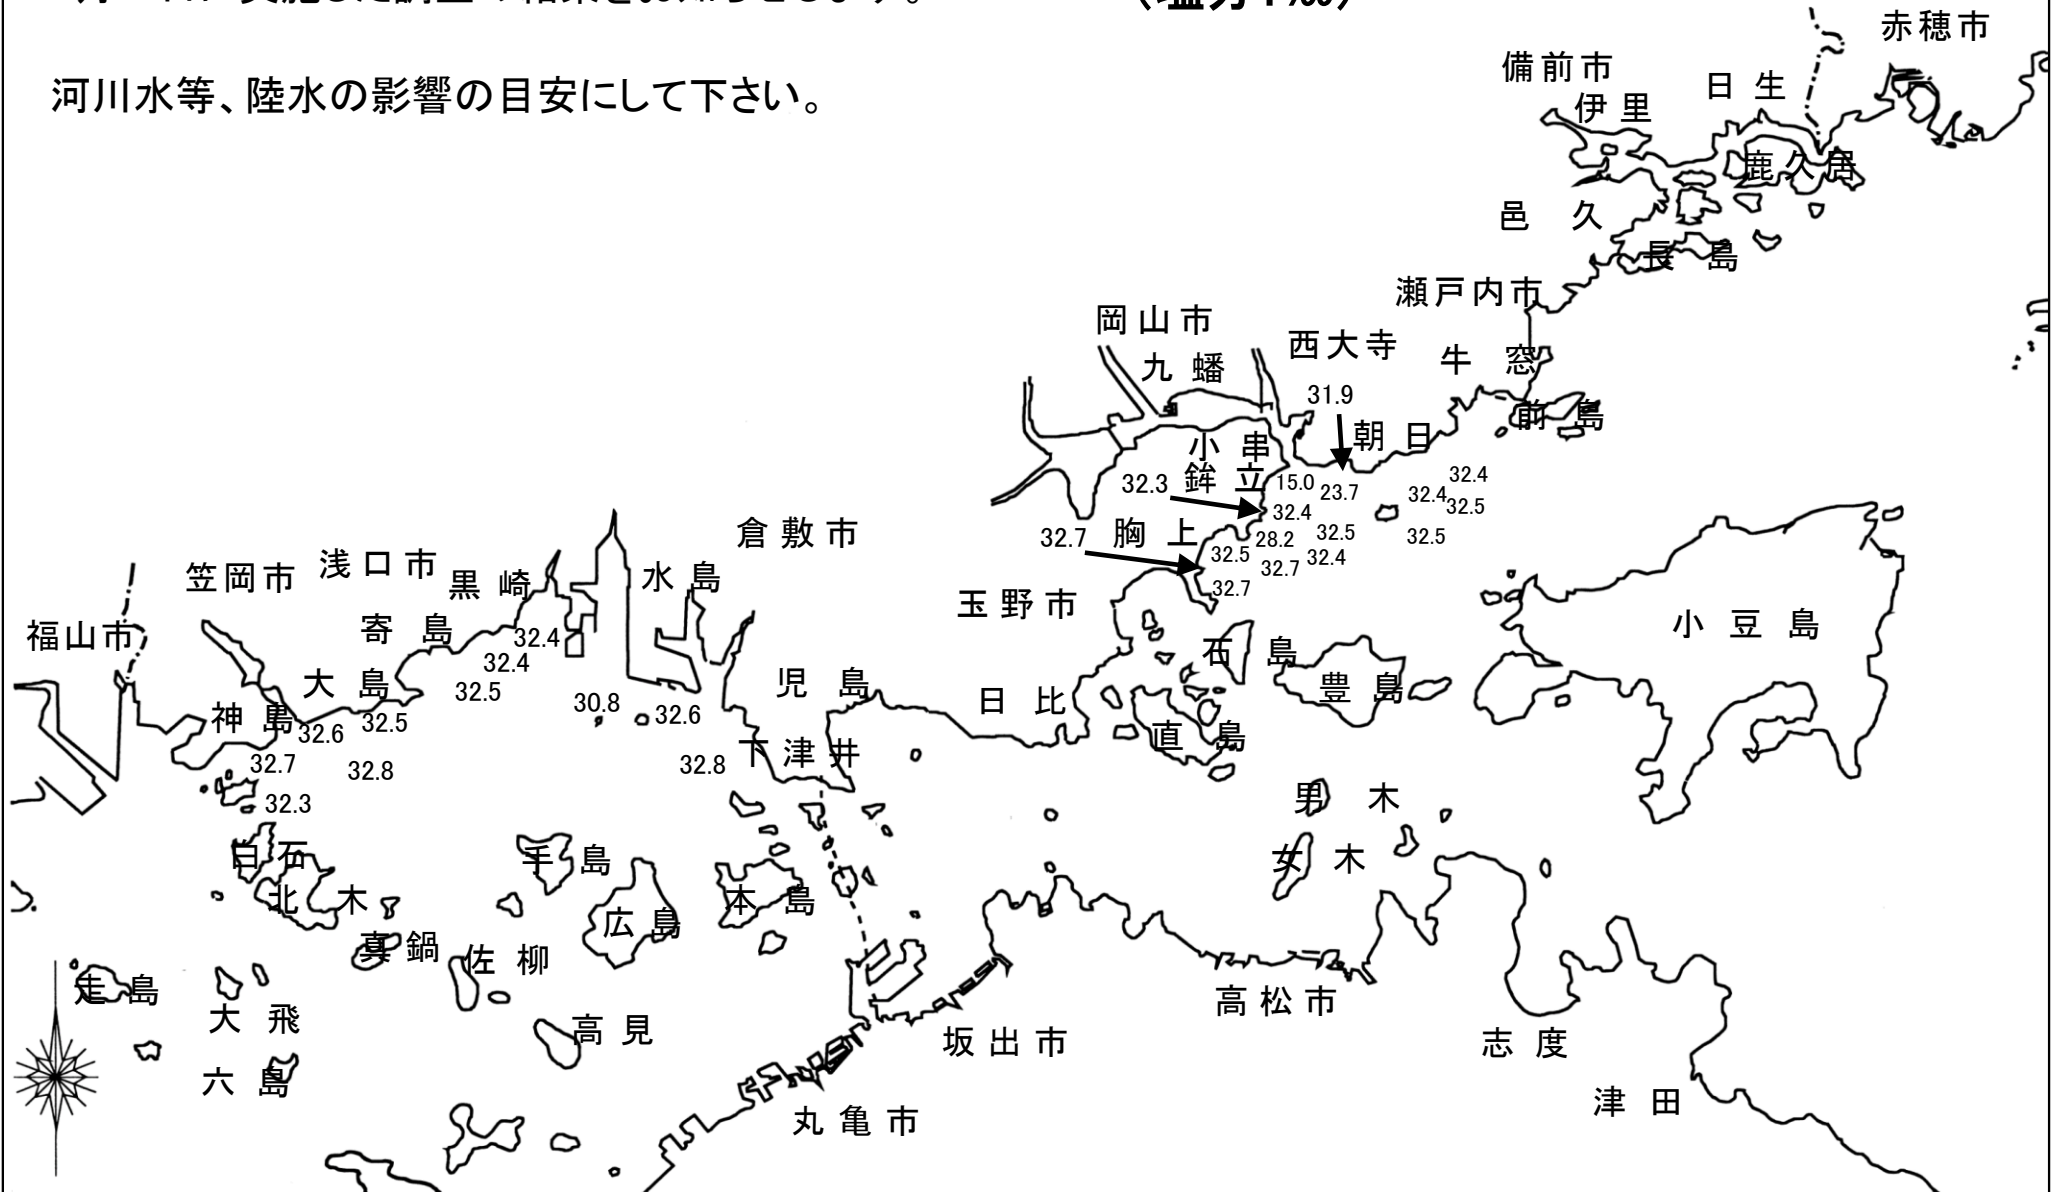 河川水等、陸水の影響の目安にして下さい。
赤穂市
備前市
日生
伊里
鹿久居
邑久
長島
瀬戸内市
岡山市
西大寺
九蟠
牛窓
31.9
前島
朝日
小串
32.3
鉾立
15.0
23.7
32.4
32.4
32.5
32.4
32.7
胸上
32.5
28.2
32.5
32.5
32.4
32.7
32.7
倉敷市
笠岡市
浅口市
黒崎
水島
玉野市
福山市
寄島
32.4
小豆島
32.4
石島
大島
32.5
児島
豊島
神島
32.6
32.5
30.8
32.6
日比
直島
32.7
32.8
32.8
下津井
32.3
男木
白石
手島
女木
北木
本島
広島
真鍋
佐柳
走島
大飛
高見
坂出市
高松市
志度
六島
津田
丸亀市